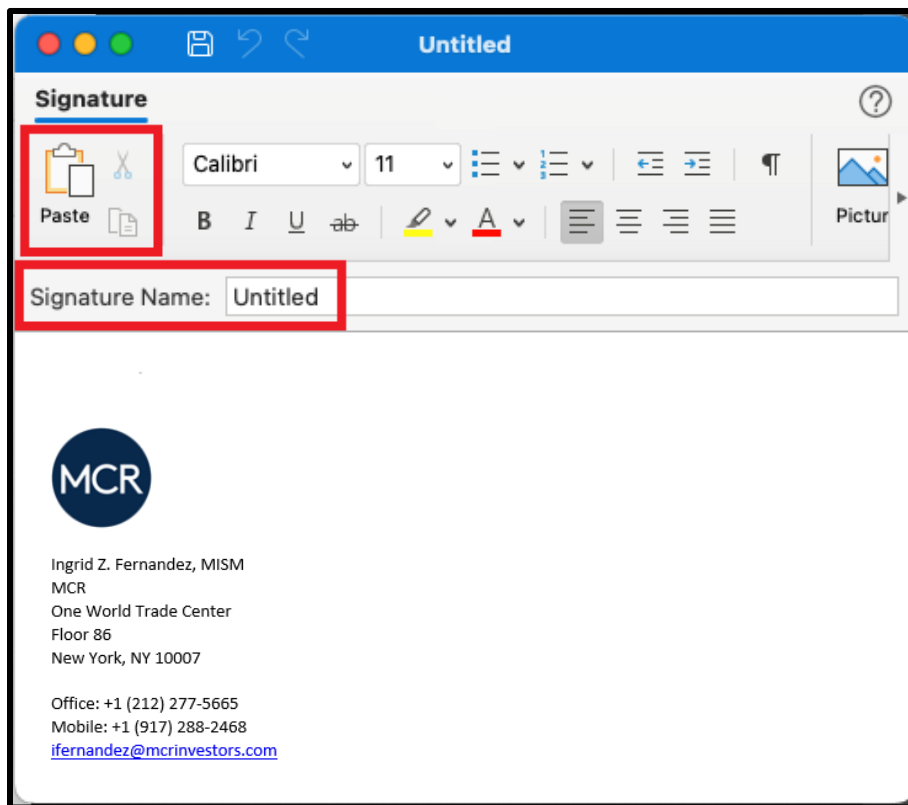 Untitled
Signature
Paste
Calibri
11
B I U ab
A
¶
Pictur
Signature Name: Untitled
MCR
Ingrid Z. Fernandez, MISM
MCR
One World Trade Center
Floor 86
New York, NY 10007
Office: +1 (212) 277-5665
Mobile: +1 (917) 288-2468
ifernandez@mcrinvestors.com